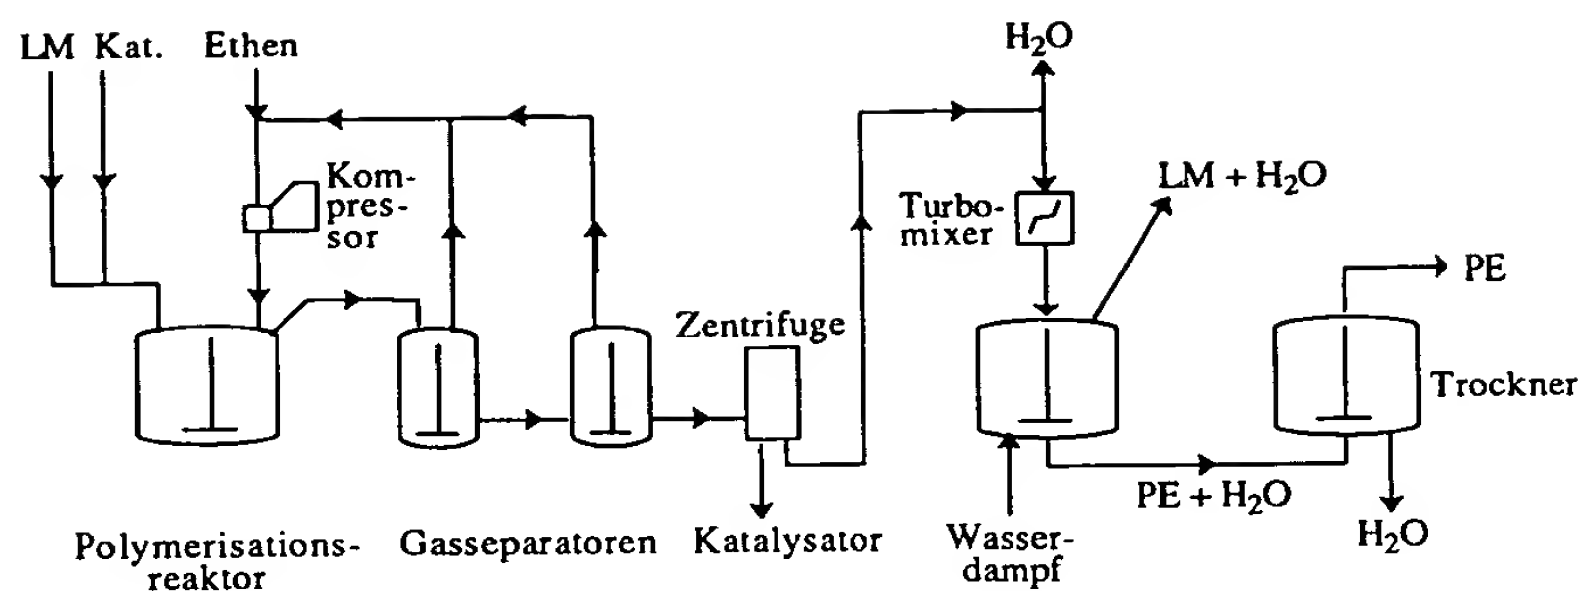 LM Kat. Ethen
H₂O
Kom-
pres-
sor
LM + H₂O
Turbo-
mixer
PE
Zentrifuge
Trockner
PE + H₂O
Polymerisations-
reaktor
Gasseparatoren
Katalysator
Wasser-
dampf
H₂O